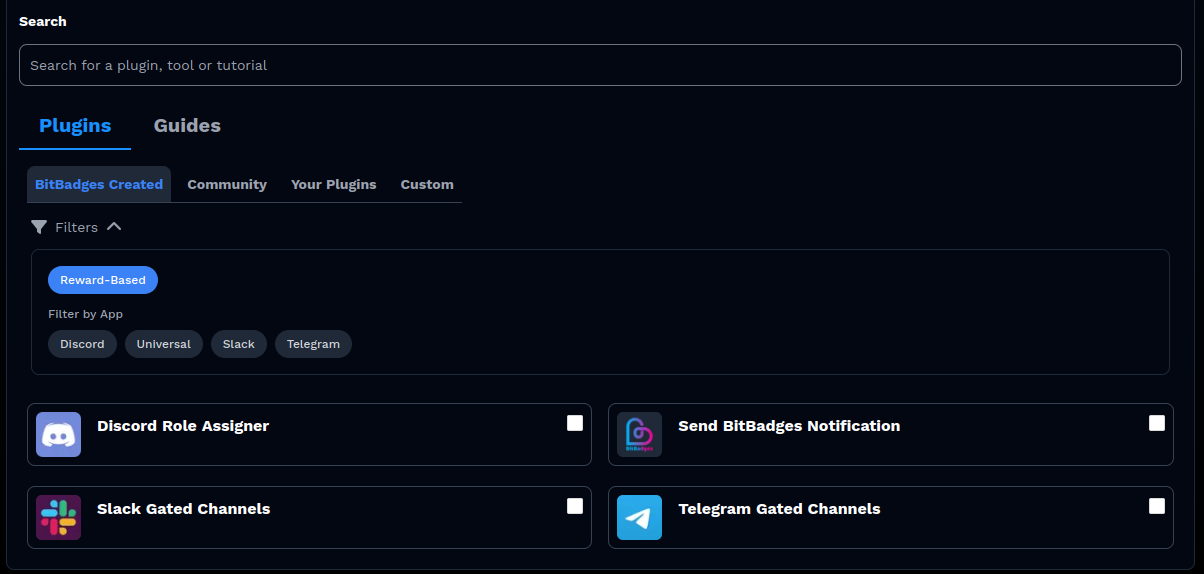 Search
Search for a plugin, tool or tutorial
Plugins Guides
BitBadges Created Community Your Plugins Custom
Filters
Reward-Based
Filter by App
Discord Universal Slack Telegram
Discord Role Assigner Send BitBadges Notification
BitBadges
Slack Gated Channels Telegram Gated Channels